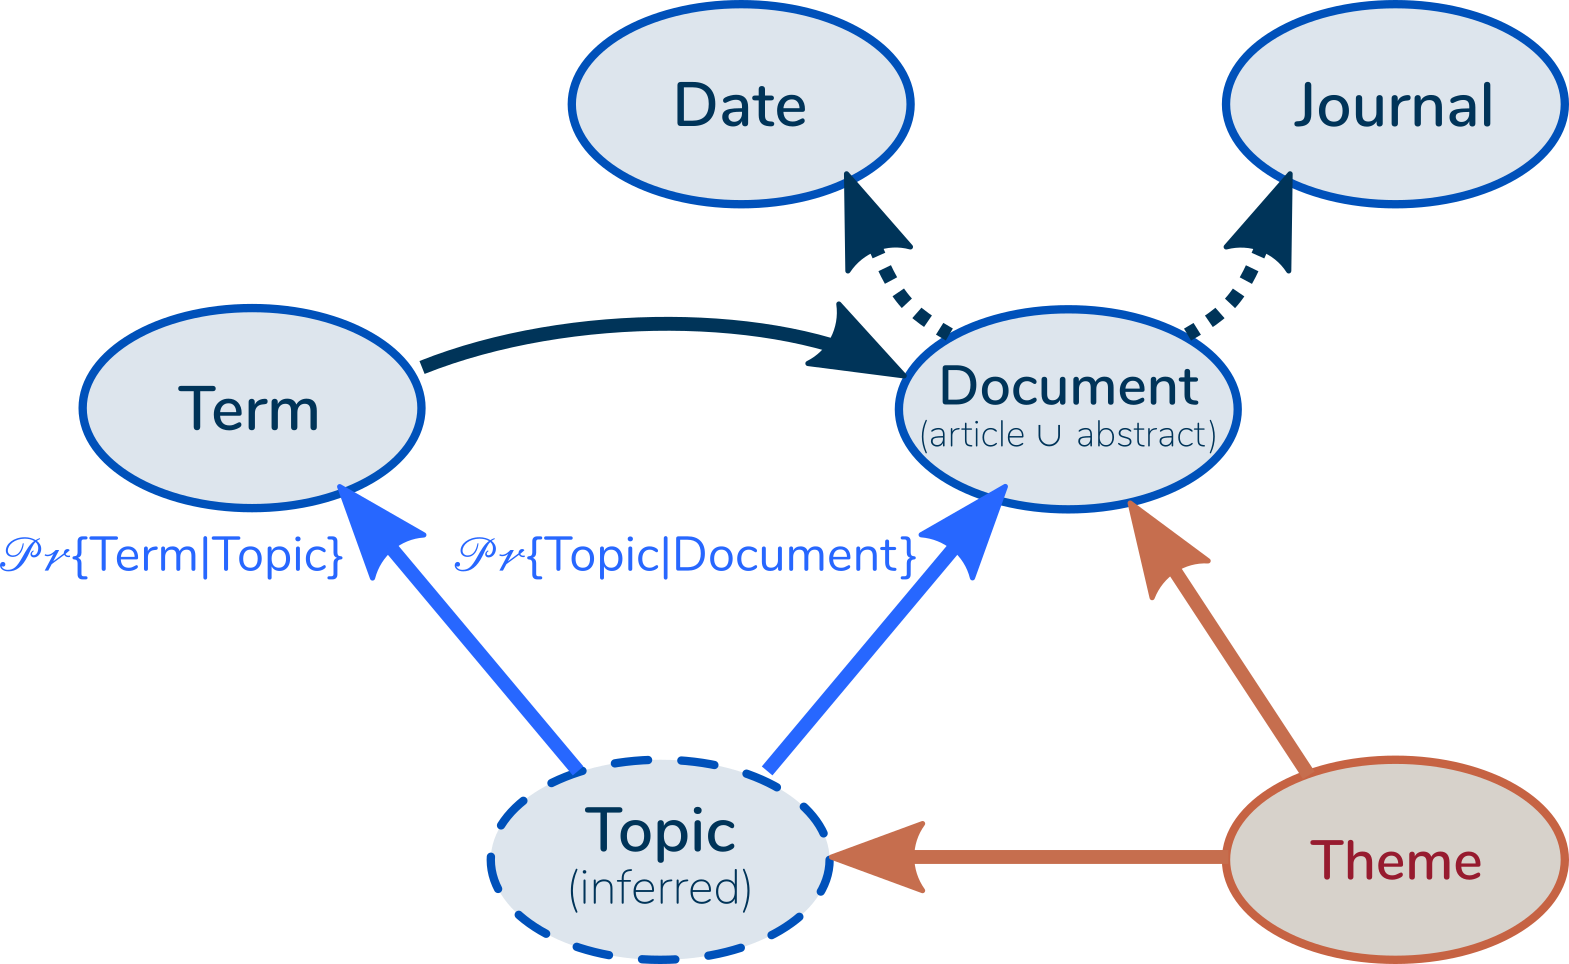 Date
Journal
Term
Document
(article ∪ abstract)
𝒫𝓇{Term|Topic}
𝒫𝓇{Topic|Document}
Topic
(inferred)
Theme